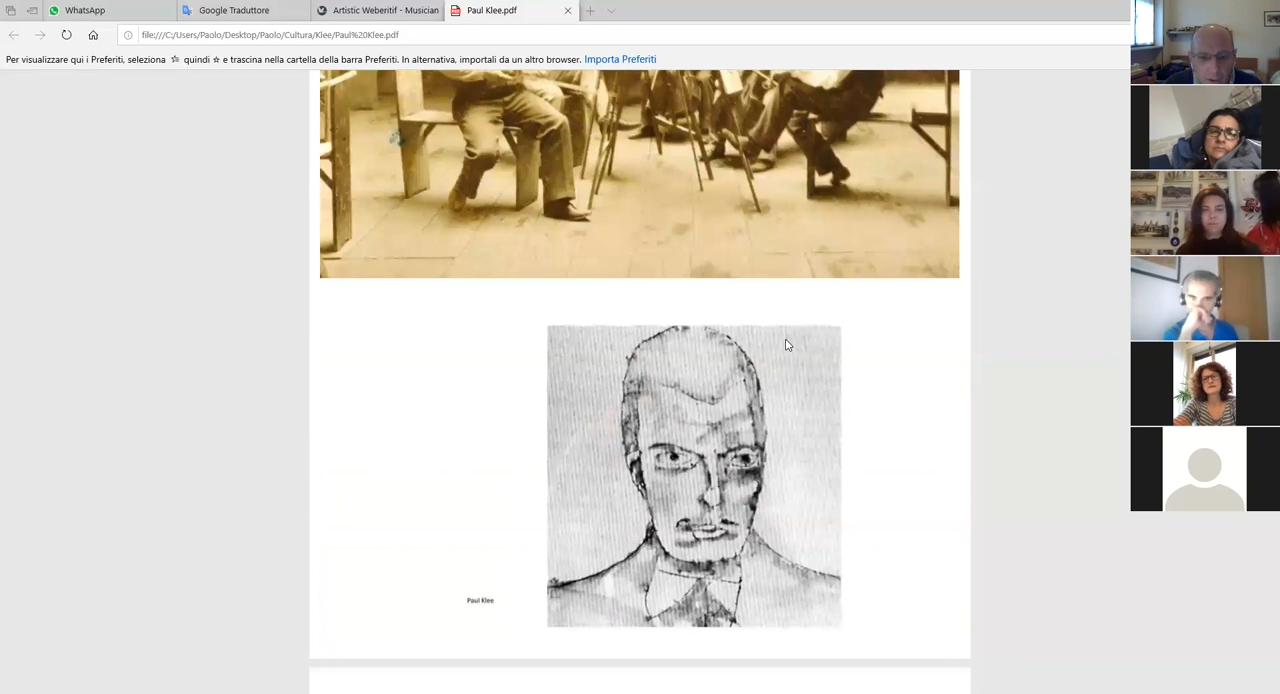 WhatsApp
Google Traduttore
Artistic Weberitif - Musician
Paul Klee.pdf
file:///C:/Users/Paolo/Desktop/Paolo/Cultura/Klee/Paul%20Klee.pdf
Per visualizzare qui i Preferiti, seleziona quindi ☆ e trascina nella cartella della barra Preferiti. In alternativa, importali da un altro browser. Importa Preferiti
Paul Klee